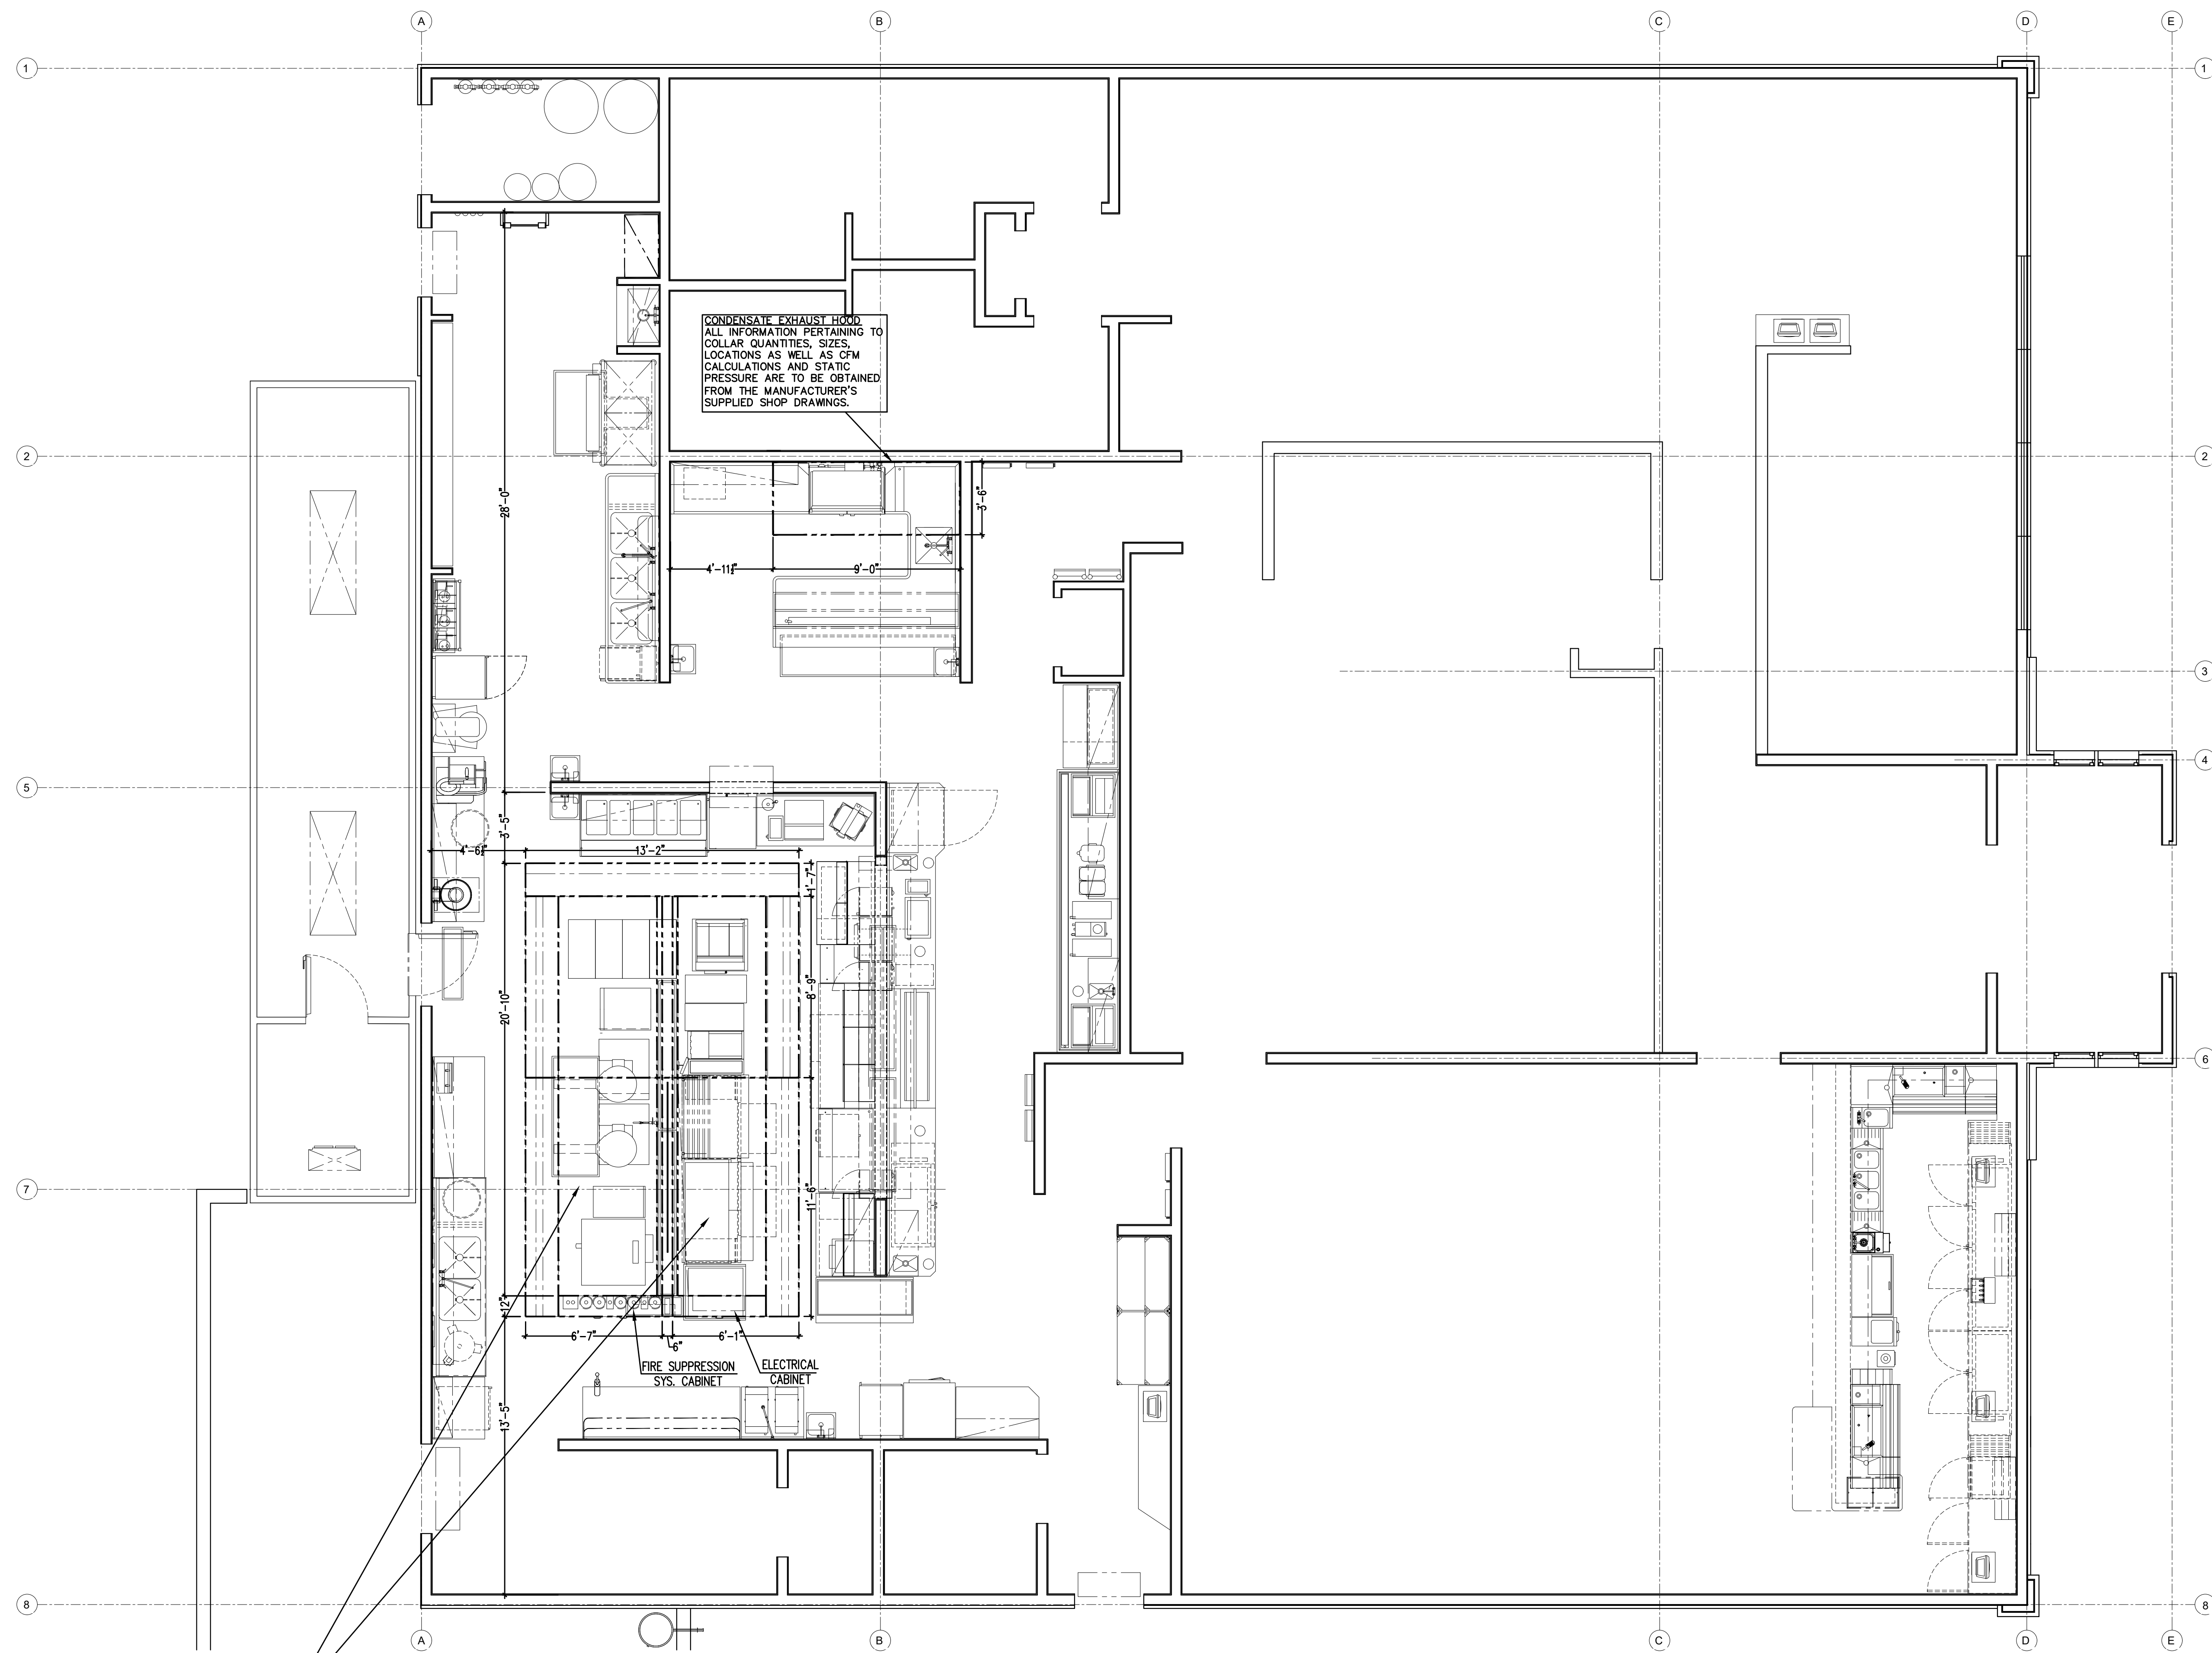 A
B
C
D
E
1
1
CONDENSATE EXHAUST HOOD
ALL INFORMATION PERTAINING TO
COLLAR QUANTITIES, SIZES,
LOCATIONS AS WELL AS CFM
CALCULATIONS AND STATIC
PRESSURE ARE TO BE OBTAINED
FROM THE MANUFACTURER'S
SUPPLIED SHOP DRAWINGS.
2
2
28'-0"
3'-6"
4'-11½"
9'-0"
3
4
5
3'-5"
4'-6½"
13'-2"
1'-7"
8'-9"
20'-10"
6
7
11'-6"
12"
6'-7"
6"
6'-1"
FIRE SUPPRESSION
SYS. CABINET
ELECTRICAL
CABINET
13'-5"
8
8
A
B
C
D
E